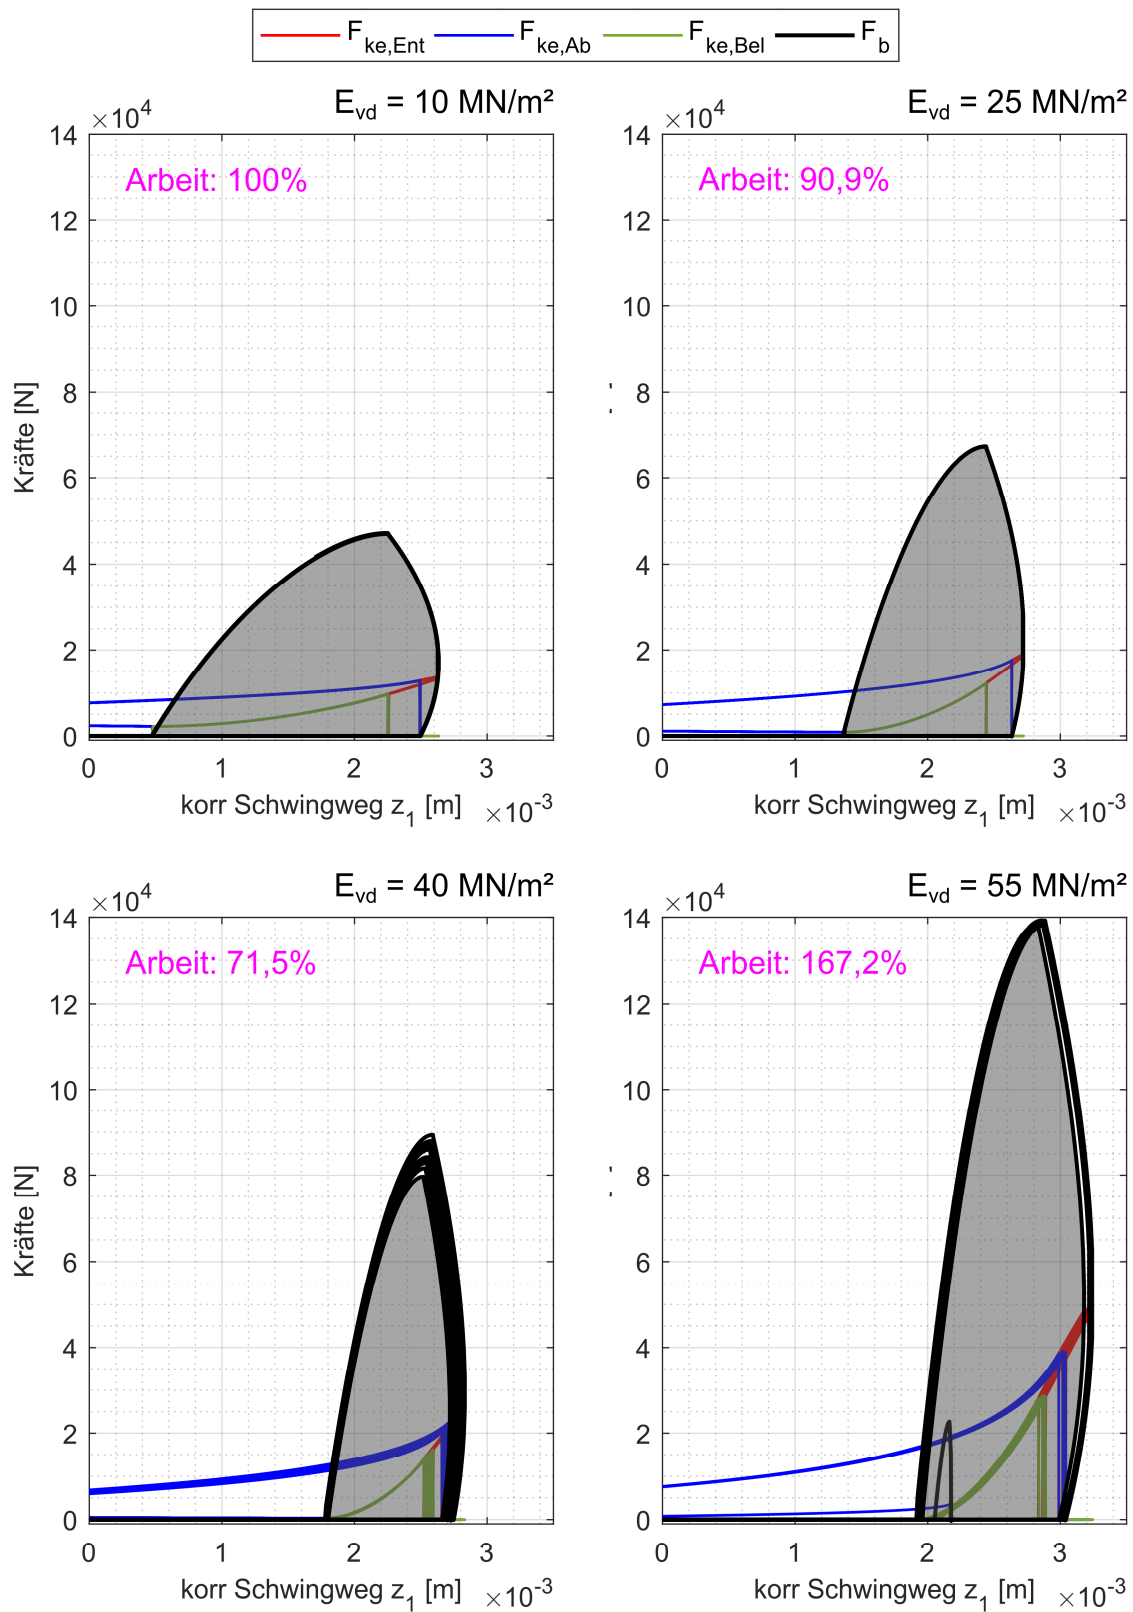 F_ke,Ent F_ke,Ab F_ke,Bel F_b
E_vd = 10 MN/m²
×10^4
Arbeit: 100%
14
12
10
8
6
4
2
0
Kräfte [N]
0 1 2 3
korr Schwingweg z_1 [m] ×10^-3
E_vd = 25 MN/m²
×10^4
Arbeit: 90,9%
14
12
10
8
6
4
2
0
0 1 2 3
korr Schwingweg z_1 [m] ×10^-3
E_vd = 40 MN/m²
×10^4
Arbeit: 71,5%
14
12
10
8
6
4
2
0
Kräfte [N]
0 1 2 3
korr Schwingweg z_1 [m] ×10^-3
E_vd = 55 MN/m²
×10^4
Arbeit: 167,2%
14
12
10
8
6
4
2
0
0 1 2 3
korr Schwingweg z_1 [m] ×10^-3